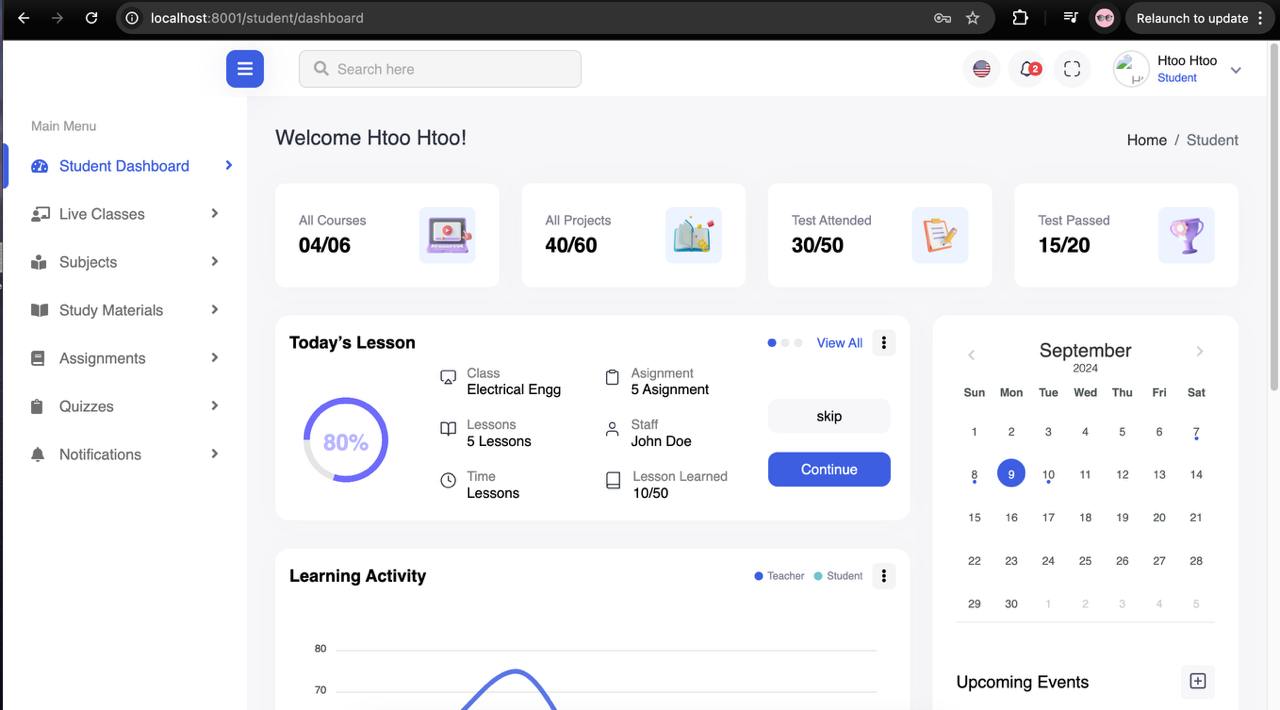 localhost:8001/student/dashboard
Relaunch to update
Search here
2
Htoo Htoo
Student
Main Menu
Student Dashboard
Live Classes
Subjects
Study Materials
Assignments
Quizzes
Notifications
Welcome Htoo Htoo!
Home / Student
All Courses
04/06
All Projects
40/60
Test Attended
30/50
Test Passed
15/20
Today’s Lesson
View All
80%
Class
Electrical Engg
Lessons
5 Lessons
Time
Lessons
Asignment
5 Asignment
Staff
John Doe
Lesson Learned
10/50
skip
Continue
Learning Activity
Teacher
Student
80
70
September
2024
Sun Mon Tue Wed Thu Fri Sat
1 2 3 4 5 6 7
8 9 10 11 12 13 14
15 16 17 18 19 20 21
22 23 24 25 26 27 28
29 30 1 2 3 4 5
Upcoming Events